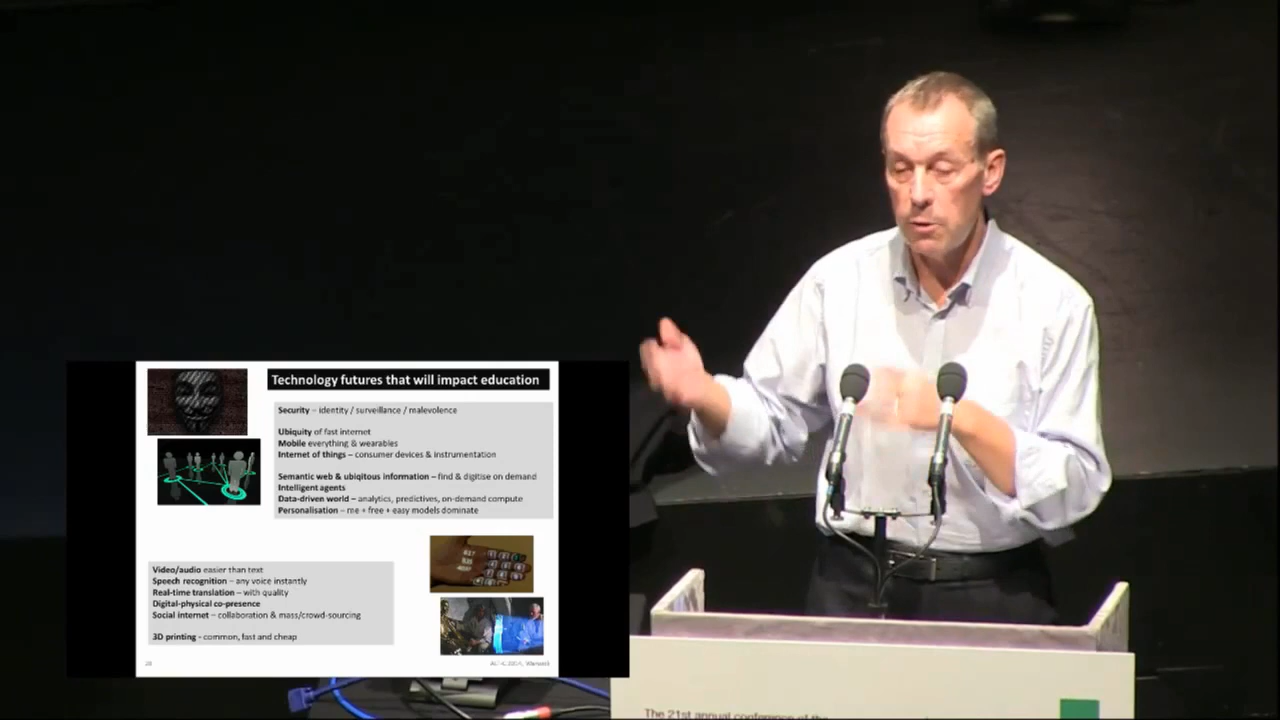 Technology futures that will impact education
Security – identity / surveillance / malevolence
Ubiquity of fast internet
Mobile everything & wearables
Internet of things – consumer devices & instrumentation
Semantic web & ubiqitous information – find & digitise on demand
Intelligent agents
Data-driven world – analytics, predictives, on-demand compute
Personalisation – me + free + easy models dominate
Video/audio easier than text
Speech recognition – any voice instantly
Real-time translation – with quality
Digital-physical co-presence
Social internet – collaboration & mass/crowd-sourcing
3D printing - common, fast and cheap
The 21st annual conference of the